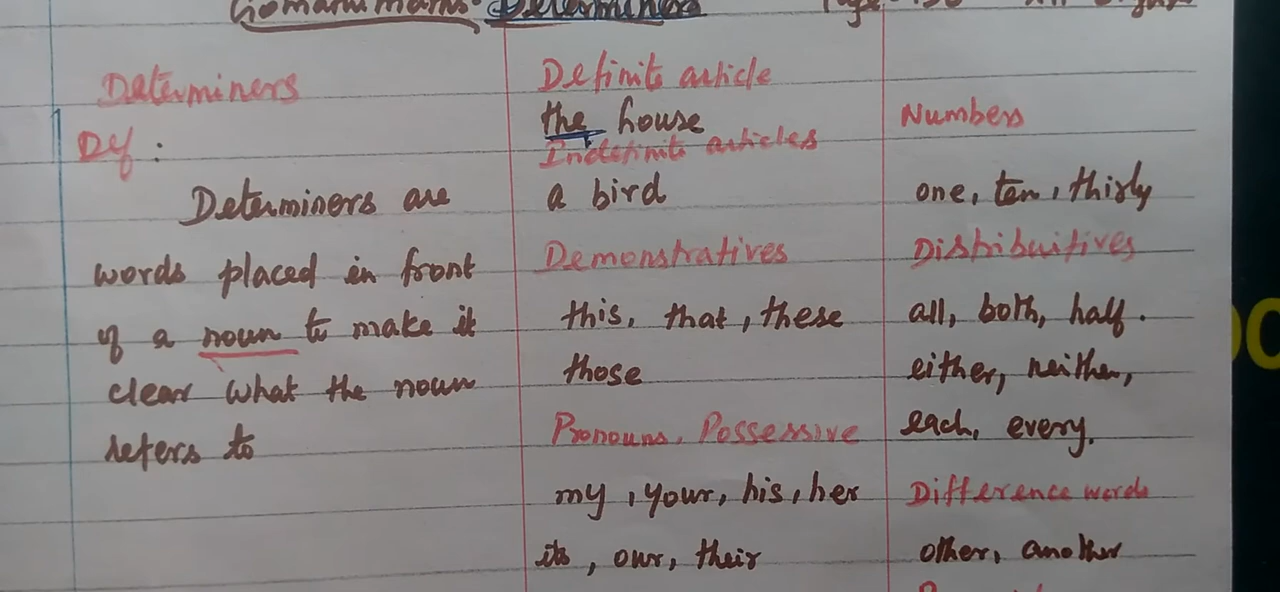 Determiners
Determiners
Def :
Determiners are
words placed in front
of a noun to make it
clear what the noun
refers to
Definite article
the house
Indefinite articles
a bird
Demonstratives
this, that, these
those
Pronouns, Possessive
my, your, his, her
its, our, their
Numbers
one, ten, thirty
Distribuitives
all, both, half.
either, neither,
each, every.
Difference words
other, another